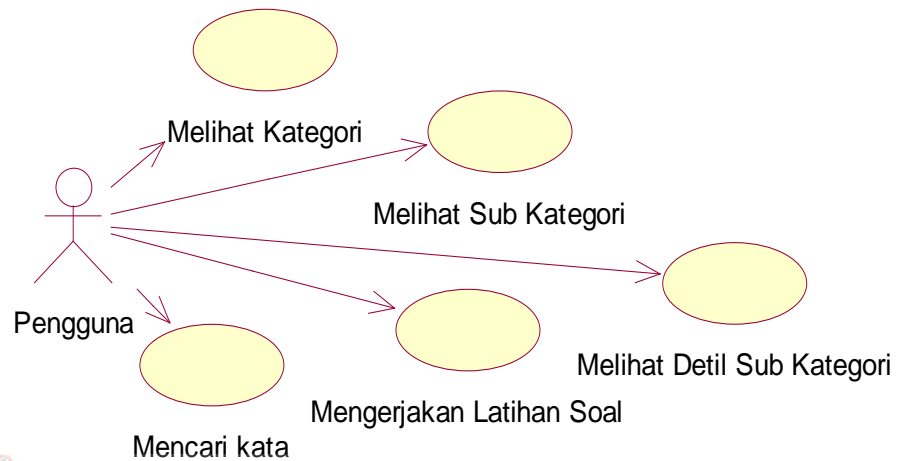 Melihat Kategori
Melihat Sub Kategori
Pengguna
Melihat Detil Sub Kategori
Mengerjakan Latihan Soal
Mencari kata